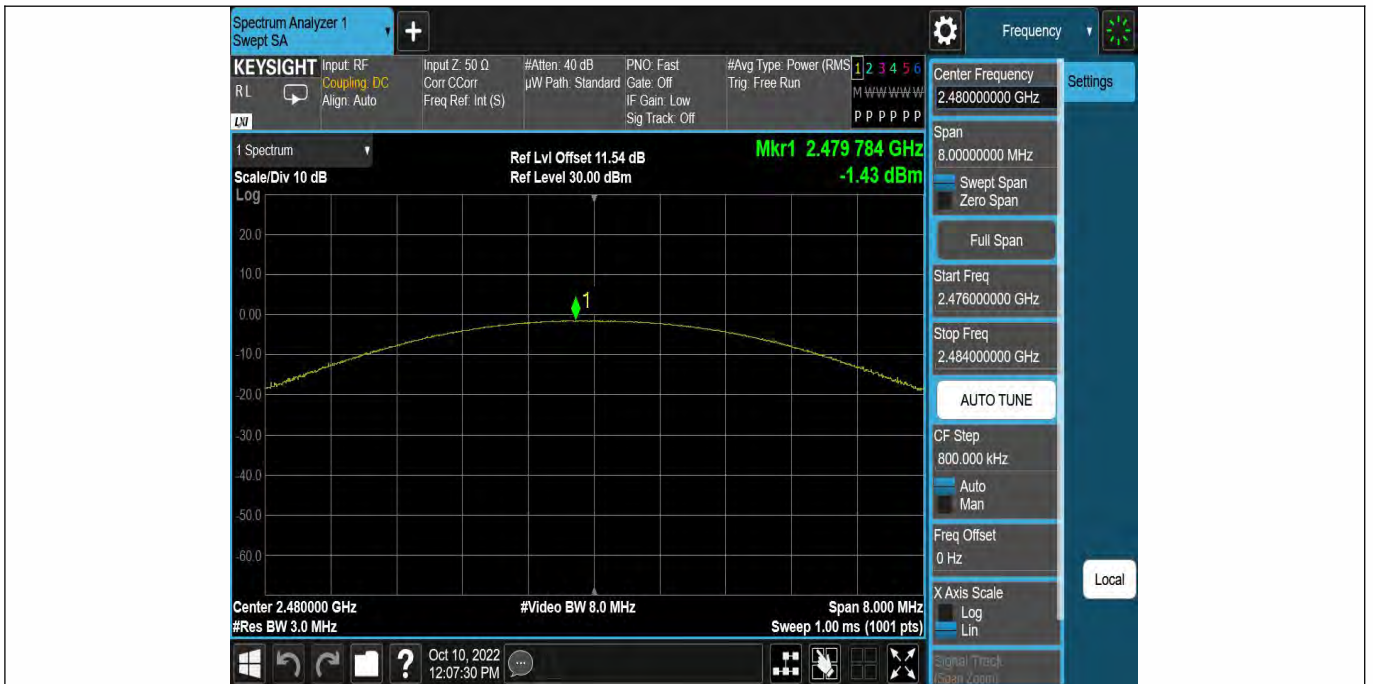 Spectrum Analyzer 1
Swept SA
+
Frequency
KEYSIGHT
RL
LXI
Input: RF
Coupling: DC
Align: Auto
Input Z: 50 Ω
Corr CCorr
Freq Ref: Int (S)
#Atten: 40 dB
µW Path: Standard
PNO: Fast
Gate: Off
IF Gain: Low
Sig Track: Off
#Avg Type: Power (RMS
Trig: Free Run
1 2 3 4 5 6
M W W W W W
P P P P P P
1 Spectrum
Scale/Div 10 dB
Log
Ref Lvl Offset 11.54 dB
Ref Level 30.00 dBm
Mkr1 2.479 784 GHz
-1.43 dBm
20.0
10.0
0.00
-10.0
-20.0
-30.0
-40.0
-50.0
-60.0
1
Center 2.480000 GHz
#Res BW 3.0 MHz
#Video BW 8.0 MHz
Span 8.000 MHz
Sweep 1.00 ms (1001 pts)
Center Frequency
2.480000000 GHz
Span
8.00000000 MHz
Swept Span
Zero Span
Full Span
Start Freq
2.476000000 GHz
Stop Freq
2.484000000 GHz
AUTO TUNE
CF Step
800.000 kHz
Auto
Man
Freq Offset
0 Hz
X Axis Scale
Log
Lin
Signal Track
(Span Zoom)
Settings
Local
?
Oct 10, 2022
12:07:30 PM